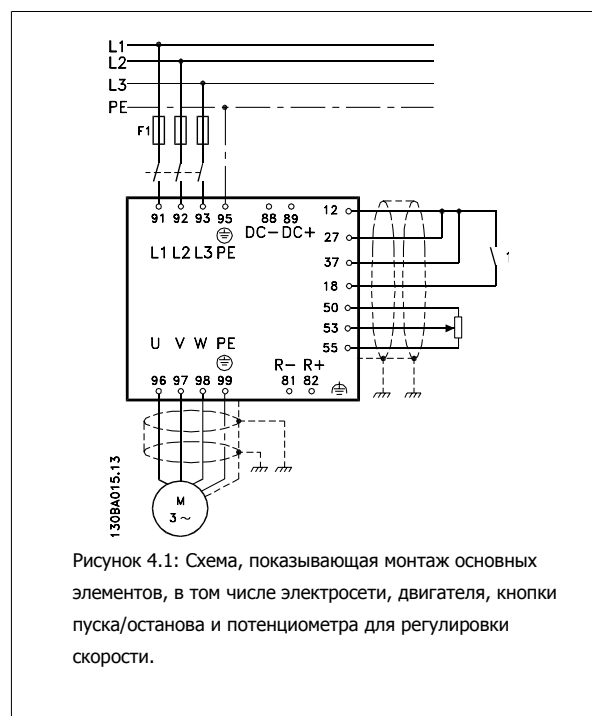 L1
L2
L3
PE
F1
91 92 93 95 88 89 12
DC- DC+
27
L1 L2 L3 PE
37
18
50
53
U V W PE
55
R- R+
96 97 98 99 81 82
M
3 ~
130BA015.13
Рисунок 4.1: Схема, показывающая монтаж основных
элементов, в том числе электросети, двигателя, кнопки
пуска/останова и потенциометра для регулировки
скорости.